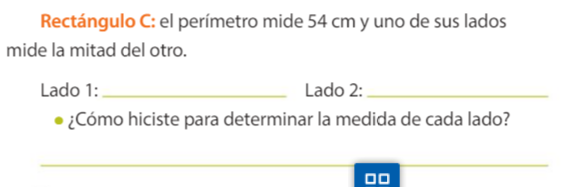 Rectángulo C: el perímetro mide 54 cm y uno de sus lados
mide la mitad del otro.
Lado 1: Lado 2:
• ¿Cómo hiciste para determinar la medida de cada lado?